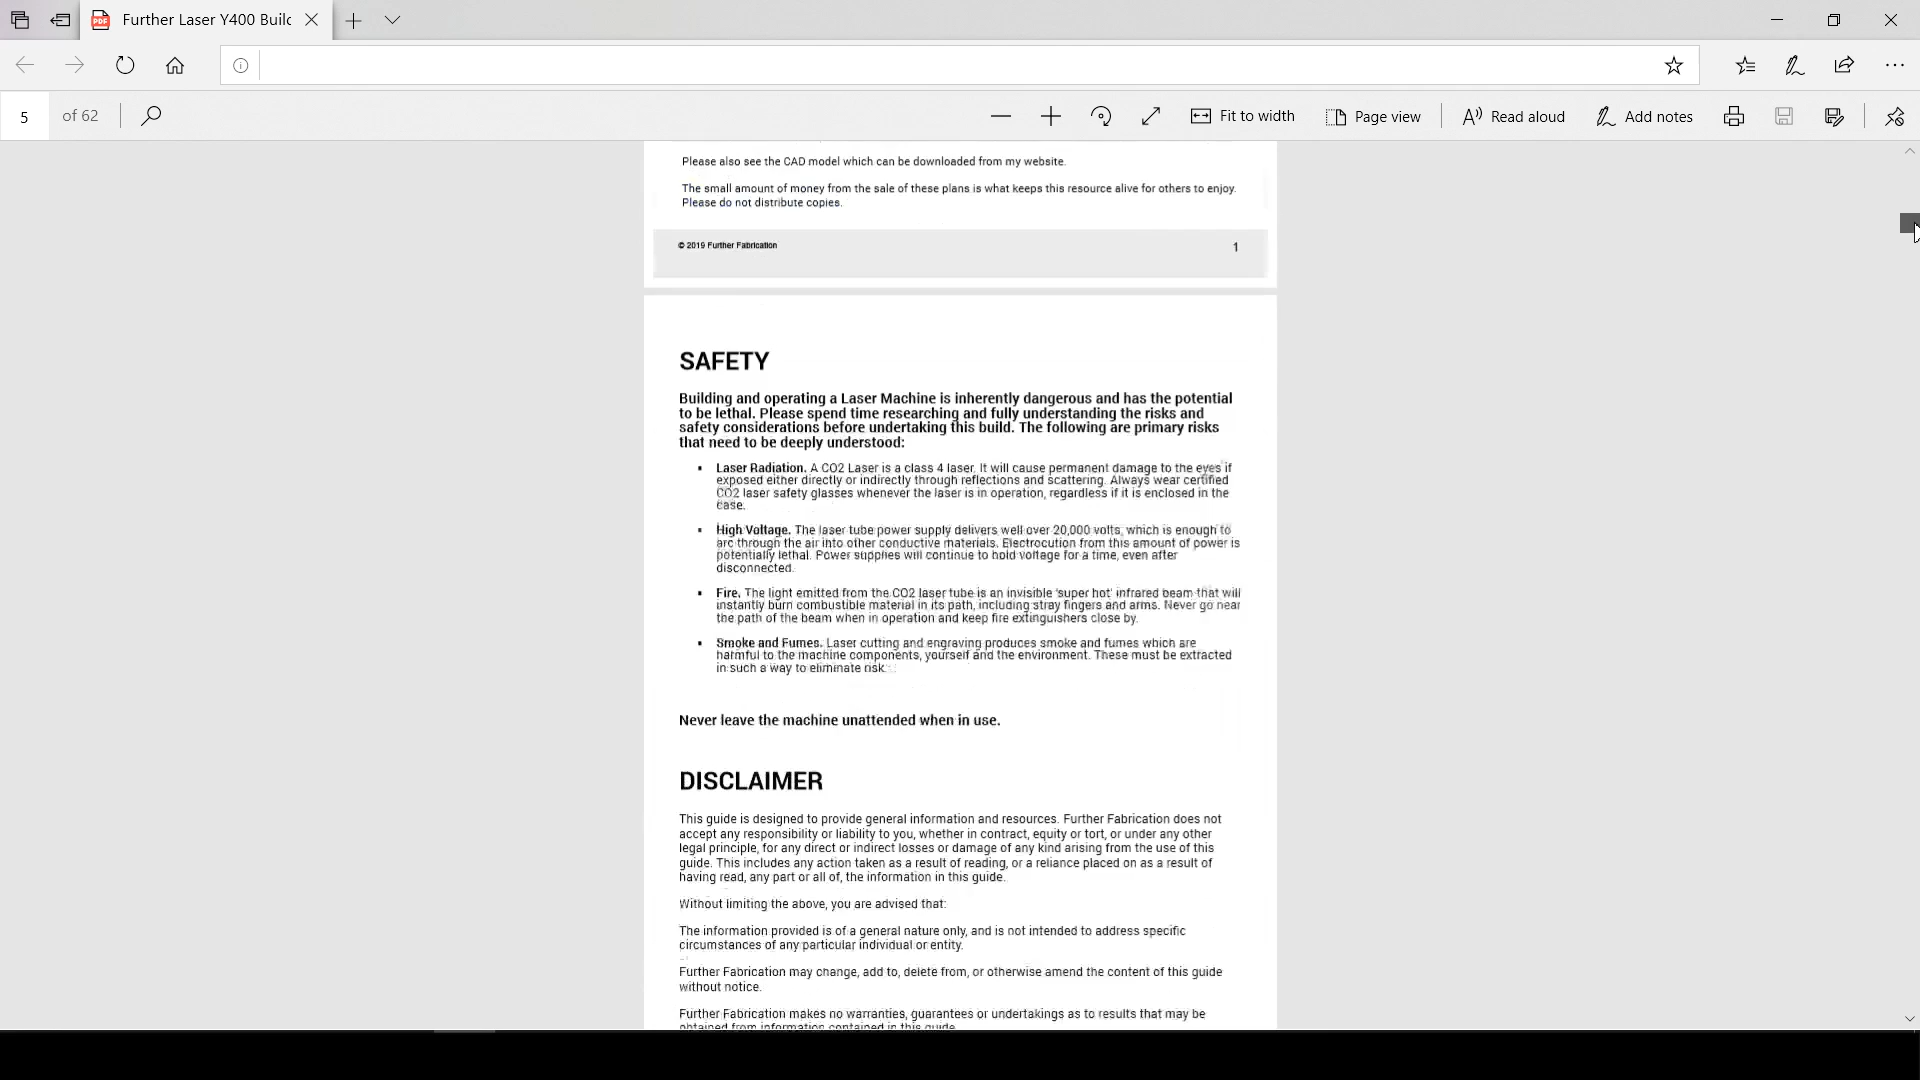 Further Laser Y400 Builc
5 of 62
Fit to width
Page view
Read aloud
Add notes
Please also see the CAD model which can be downloaded from my website.
The small amount of money from the sale of these plans is what keeps this resource alive for others to enjoy.
Please do not distribute copies.
© 2019 Further Fabrication
1
SAFETY
Building and operating a Laser Machine is inherently dangerous and has the potential
to be lethal. Please spend time researching and fully understanding the risks and
safety considerations before undertaking this build. The following are primary risks
that need to be deeply understood:
▪ Laser Radiation. A CO2 Laser is a class 4 laser. It will cause permanent damage to the eyes if
exposed either directly or indirectly through reflections and scattering. Always wear certified
CO2 laser safety glasses whenever the laser is in operation, regardless if it is enclosed in the
case.
▪ High Voltage. The laser tube power supply delivers well over 20,000 volts, which is enough to
arc through the air into other conductive materials. Electrocution from this amount of power is
potentially lethal. Power supplies will continue to hold voltage for a time, even after
disconnected.
▪ Fire. The light emitted from the CO2 laser tube is an invisible 'super hot' infrared beam that will
instantly burn combustible material in its path, including stray fingers and arms. Never go near
the path of the beam when in operation and keep fire extinguishers close by.
▪ Smoke and Fumes. Laser cutting and engraving produces smoke and fumes which are
harmful to the machine components, yourself and the environment. These must be extracted
in such a way to eliminate risk.
Never leave the machine unattended when in use.
DISCLAIMER
This guide is designed to provide general information and resources. Further Fabrication does not
accept any responsibility or liability to you, whether in contract, equity or tort, or under any other
legal principle, for any direct or indirect losses or damage of any kind arising from the use of this
guide. This includes any action taken as a result of reading, or a reliance placed on as a result of
having read, any part or all of, the information in this guide.
Without limiting the above, you are advised that:
The information provided is of a general nature only, and is not intended to address specific
circumstances of any particular individual or entity.
Further Fabrication may change, add to, delete from, or otherwise amend the content of this guide
without notice.
Further Fabrication makes no warranties, guarantees or undertakings as to results that may be
obtained from information contained in this guide.